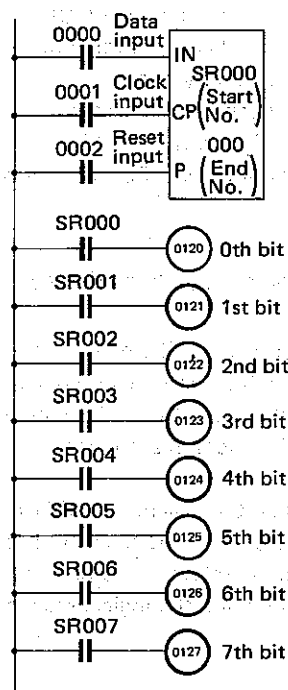 0000 Data input
IN
SR000
0001 Clock input
CP (Start No.)
0002 Reset input
000
P (End No.)
SR000 0120 0th bit
SR001 0121 1st bit
SR002 0122 2nd bit
SR003 0123 3rd bit
SR004 0124 4th bit
SR005 0125 5th bit
SR006 0126 6th bit
SR007 0127 7th bit